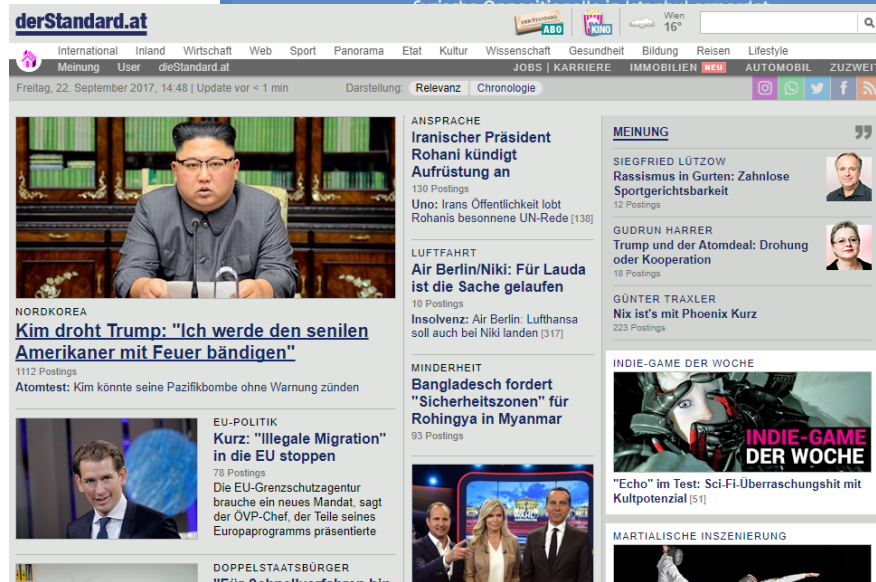 derStandard.at
DER STANDARD
ABO
KINO
Wien
16°
International Inland Wirtschaft Web Sport Panorama Etat Kultur Wissenschaft Gesundheit Bildung Reisen Lifestyle
Meinung User dieStandard.at JOBS | KARRIERE IMMOBILIEN NEU AUTOMOBIL ZUZWEIT
Freitag, 22. September 2017, 14:48 | Update vor < 1 min Darstellung: Relevanz Chronologie
NORDKOREA
Kim droht Trump: "Ich werde den senilen
Amerikaner mit Feuer bändigen"
1112 Postings
Atomtest: Kim könnte seine Pazifikbombe ohne Warnung zünden
EU-POLITIK
Kurz: "Illegale Migration"
in die EU stoppen
78 Postings
Die EU-Grenzschutzagentur
brauche ein neues Mandat, sagt
der ÖVP-Chef, der Teile seines
Europaprogramms präsentierte
DOPPELSTAATSBÜRGER
ANSPRACHE
Iranischer Präsident
Rohani kündigt
Aufrüstung an
130 Postings
Uno: Irans Öffentlichkeit lobt
Rohanis besonnene UN-Rede [138]
LUFTFAHRT
Air Berlin/Niki: Für Lauda
ist die Sache gelaufen
10 Postings
Insolvenz: Air Berlin: Lufthansa
soll auch bei Niki landen [317]
MINDERHEIT
Bangladesch fordert
"Sicherheitszonen" für
Rohingya in Myanmar
93 Postings
WAHL
MEINUNG
SIEGFRIED LÜTZOW
Rassismus in Gurten: Zahnlose
Sportgerichtsbarkeit
12 Postings
GUDRUN HARRER
Trump und der Atomdeal: Drohung
oder Kooperation
18 Postings
GÜNTER TRAXLER
Nix ist's mit Phoenix Kurz
223 Postings
INDIE-GAME DER WOCHE
INDIE-GAME
DER WOCHE
"Echo" im Test: Sci-Fi-Überraschungshit mit
Kultpotenzial [51]
MARTIALISCHE INSZENIERUNG